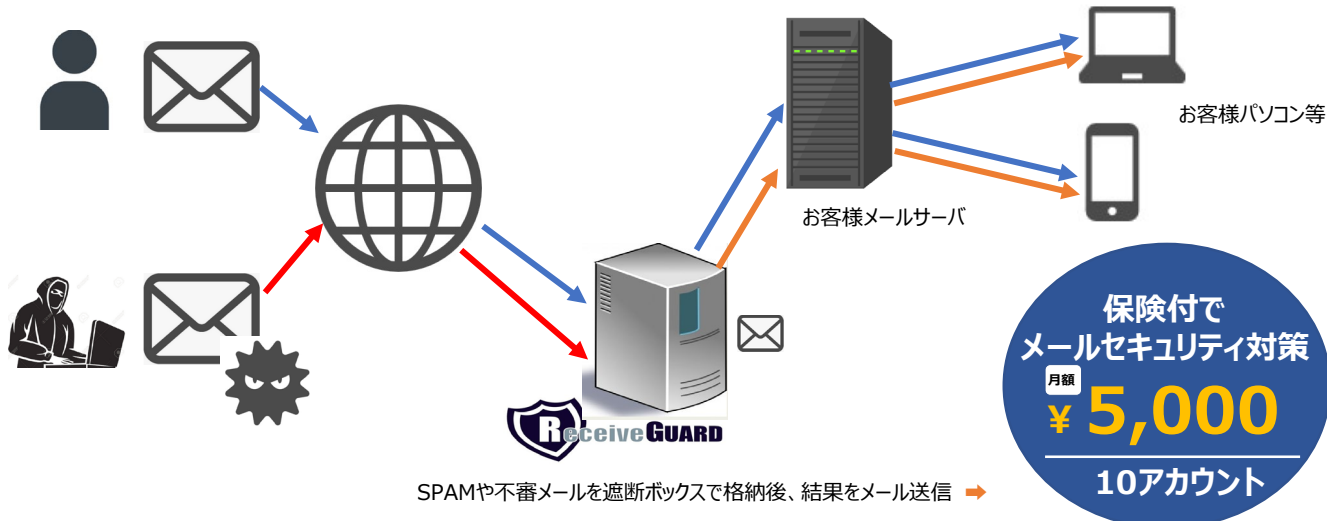 お客様パソコン等
お客様メールサーバ
ReceiveGUARD
保険付で
メールセキュリティ対策
月額
¥5,000
10アカウント
SPAMや不審メールを遮断ボックスで格納後、結果をメール送信 ➡